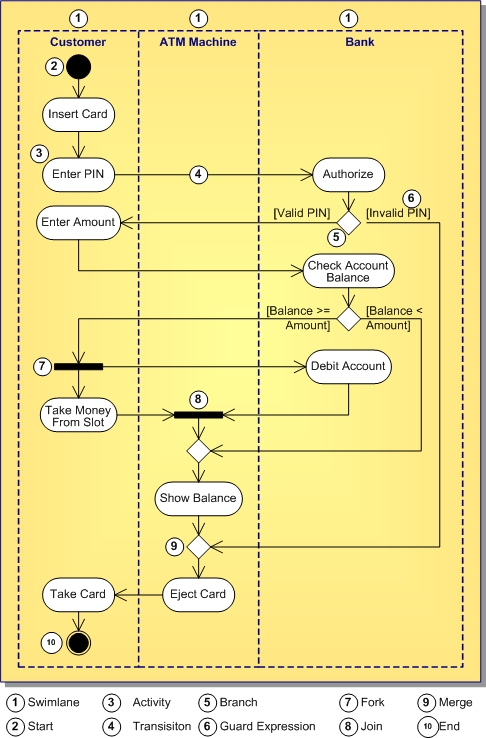 1 1 1
Customer ATM Machine Bank
2
Insert Card
3
Enter PIN 4 Authorize
6
Enter Amount [Valid PIN] [Invalid PIN]
5
Check Account
Balance
[Balance >= [Balance <
Amount] Amount]
7 Debit Account
8
Take Money
From Slot
Show Balance
9
Take Card Eject Card
10
1 Swimlane 3 Activity 5 Branch 7 Fork 9 Merge
2 Start 4 Transisiton 6 Guard Expression 8 Join 10 End